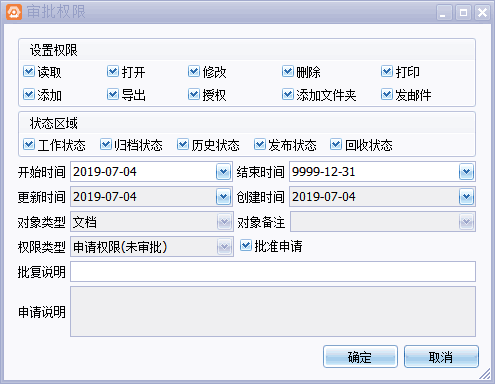 审批权限
设置权限
读取 打开 修改 删除 打印
添加 导出 授权 添加文件夹 发邮件
状态区域
工作状态 归档状态 历史状态 发布状态 回收状态
开始时间 2019-07-04 结束时间 9999-12-31
更新时间 2019-07-04 创建时间 2019-07-04
对象类型 文档 对象备注
权限类型 申请权限(未审批) 批准申请
批复说明
申请说明
确定 取消